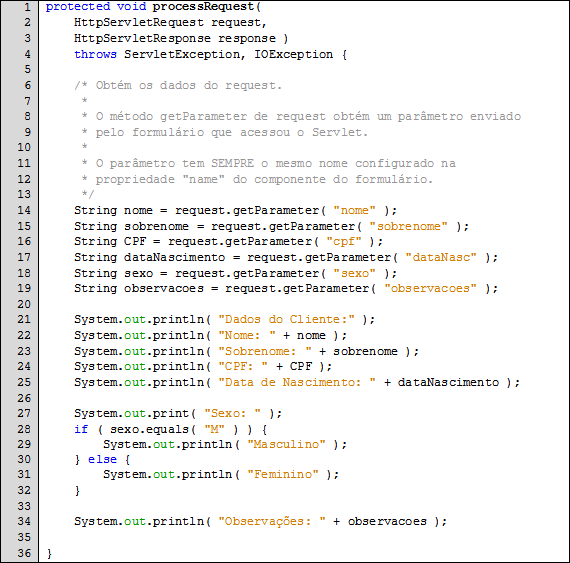 1 protected void processRequest(
2     HttpServletRequest request,
3     HttpServletResponse response )
4     throws ServletException, IOException {
5
6     /* Obtém os dados do request.
7      *
8      * O método getParameter de request obtém um parâmetro enviado
9      * pelo formulário que acessou o Servlet.
10      *
11      * O parâmetro tem SEMPRE o mesmo nome configurado na
12      * propriedade "name" do componente do formulário.
13      */
14     String nome = request.getParameter( "nome" );
15     String sobrenome = request.getParameter( "sobrenome" );
16     String CPF = request.getParameter( "cpf" );
17     String dataNascimento = request.getParameter( "dataNasc" );
18     String sexo = request.getParameter( "sexo" );
19     String observacoes = request.getParameter( "observacoes" );
20
21     System.out.println( "Dados do Cliente:" );
22     System.out.println( "Nome: " + nome );
23     System.out.println( "Sobrenome: " + sobrenome );
24     System.out.println( "CPF: " + CPF );
25     System.out.println( "Data de Nascimento: " + dataNascimento );
26
27     System.out.print( "Sexo: " );
28     if ( sexo.equals( "M" ) ) {
29         System.out.println( "Masculino" );
30     } else {
31         System.out.println( "Feminino" );
32     }
33
34     System.out.println( "Observações: " + observacoes );
35
36 }